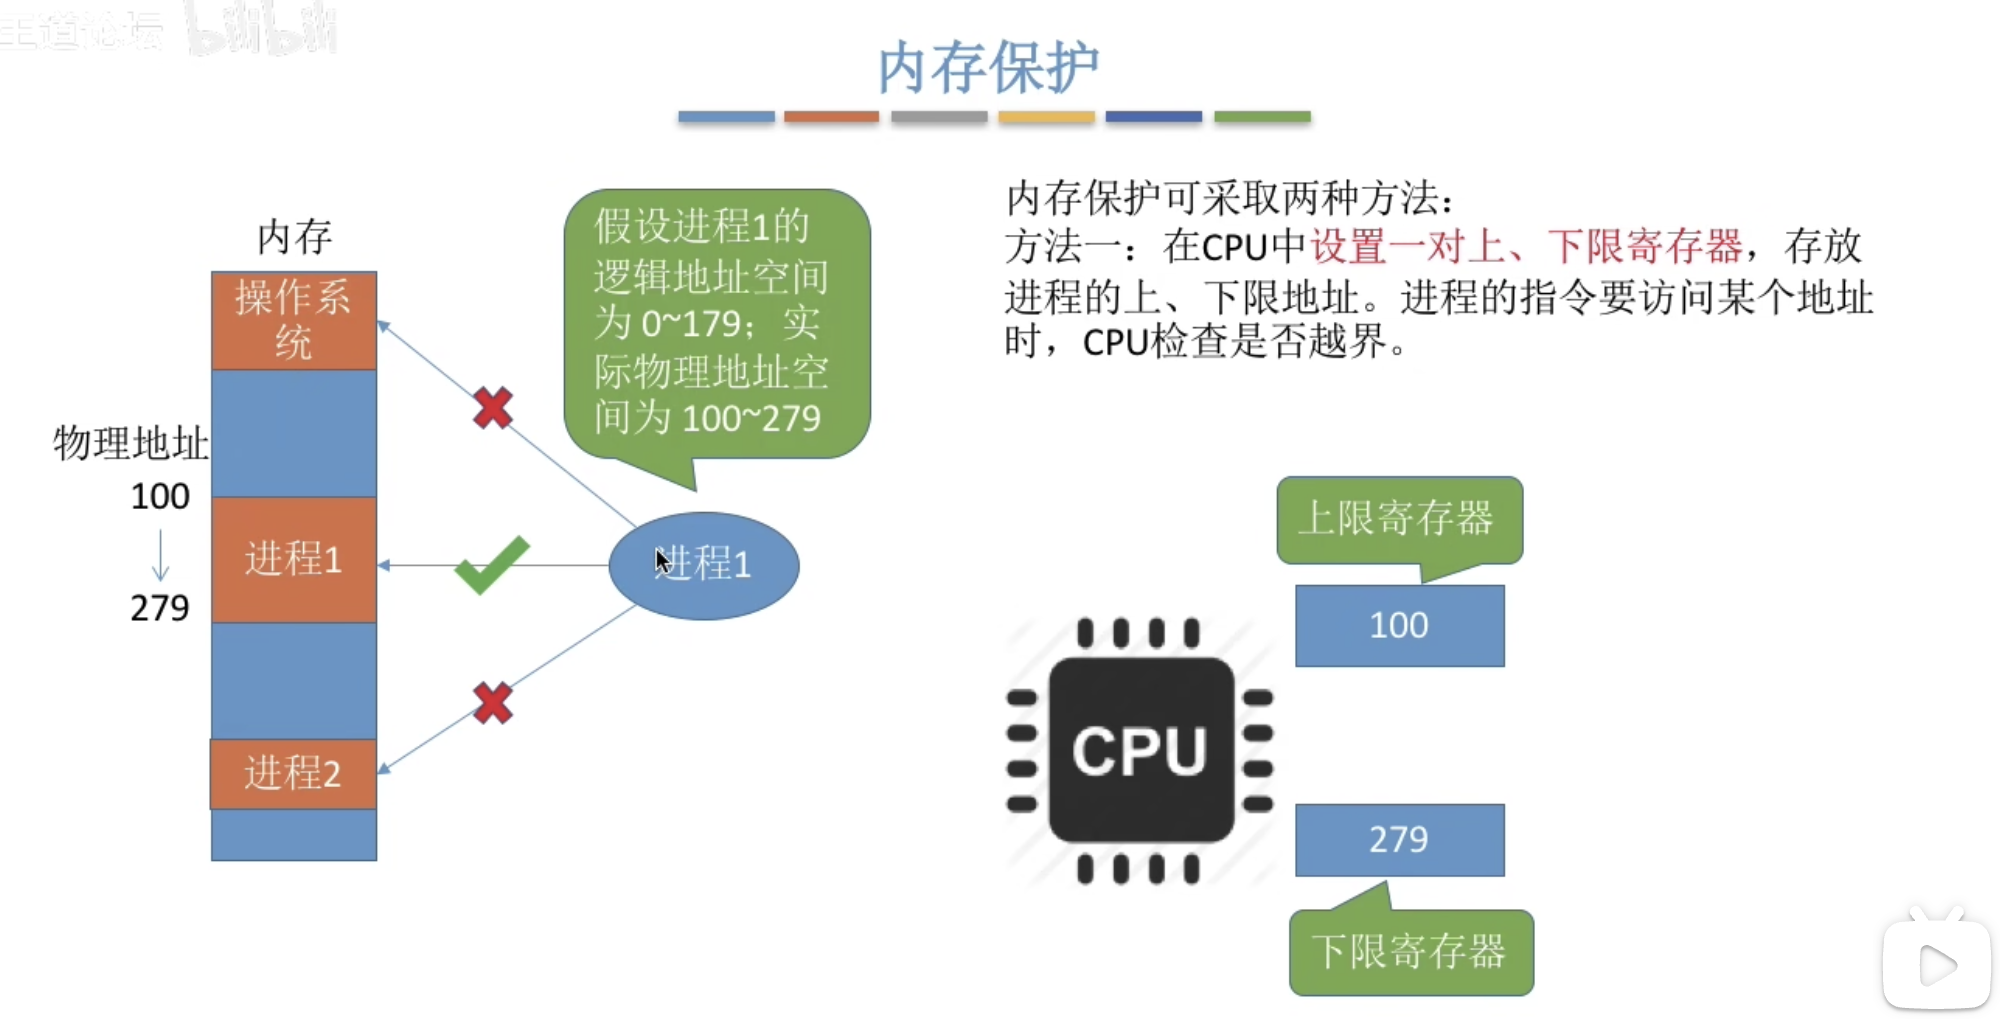 王道论坛 bilibili
内存保护
内存
操作系
统
物理地址
100
279
进程1
进程2
假设进程1的
逻辑地址空间
为 0~179；实
际物理地址空
间为 100~279
进程1
内存保护可采取两种方法：
方法一：在CPU中设置一对上、下限寄存器，存放
进程的上、下限地址。进程的指令要访问某个地址
时，CPU检查是否越界。
上限寄存器
100
CPU
279
下限寄存器